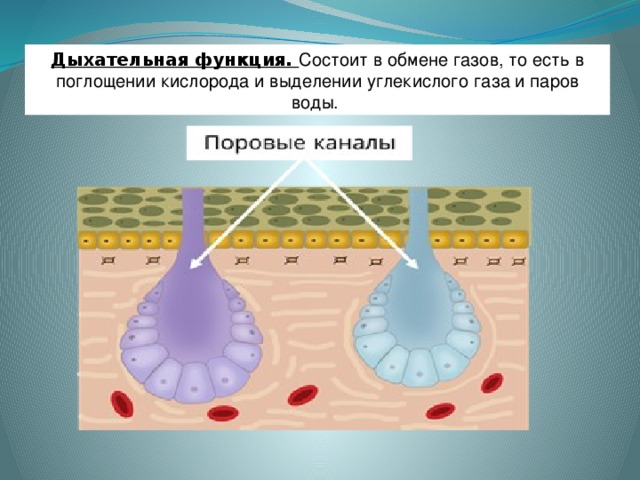 Дыхательная функция. Состоит в обмене газов, то есть в
поглощении кислорода и выделении углекислого газа и паров
воды.
Поровые каналы